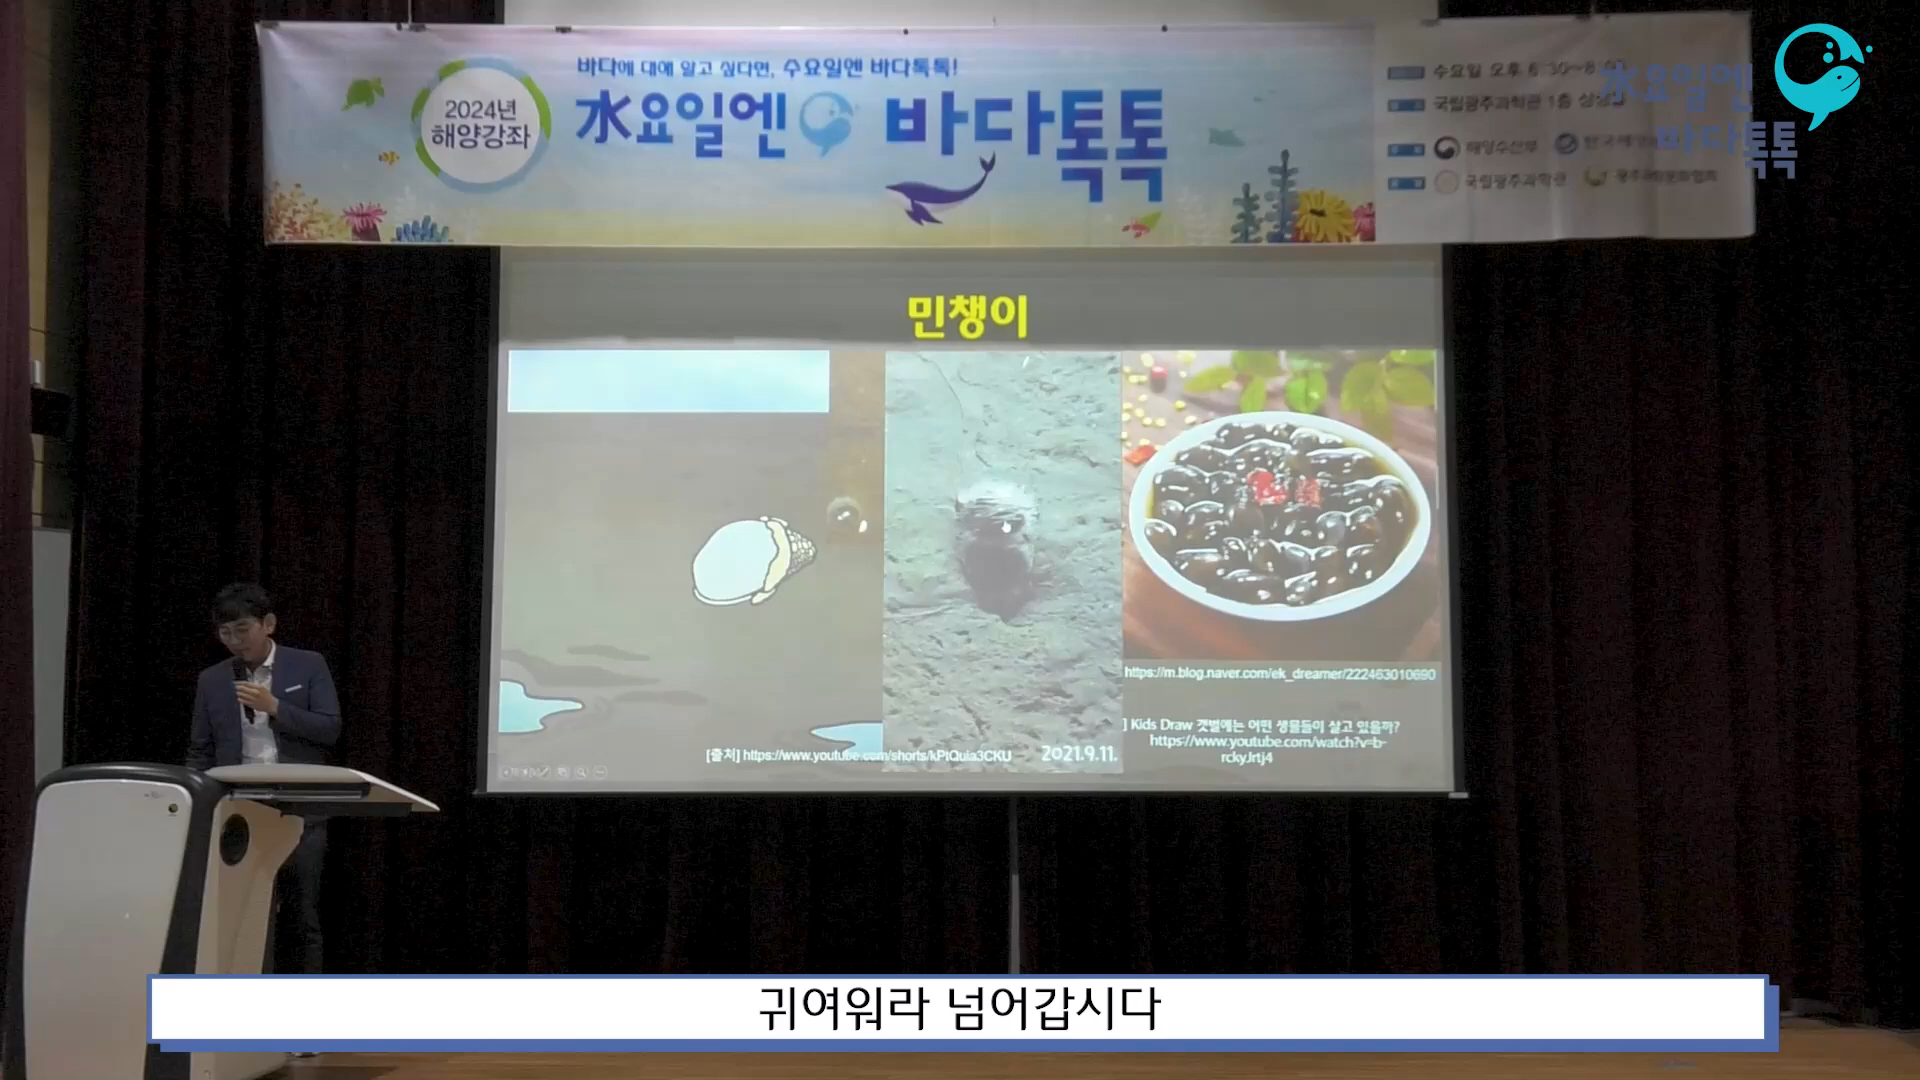 바다에 대해 알고 싶다면, 수요일엔 바다톡톡!
2024년
해양강좌
水요일엔 바다톡톡
수요일 오후 6:30~8:00
국립광주과학관 1층 상상홀
해양수산부
국립광주과학관
水요일엔
바다톡톡
민챙이
https://m.blog.naver.com/ek_dreamer/222463010690
] Kids Draw 갯벌에는 어떤 생물들이 살고 있을까?
https://www.youtube.com/watch?v=b-
rckyJrtj4
[출처] https://www.youtube.com/shorts/kPtQuia3CKU
2021.9.11.
귀여워라 넘어갑시다